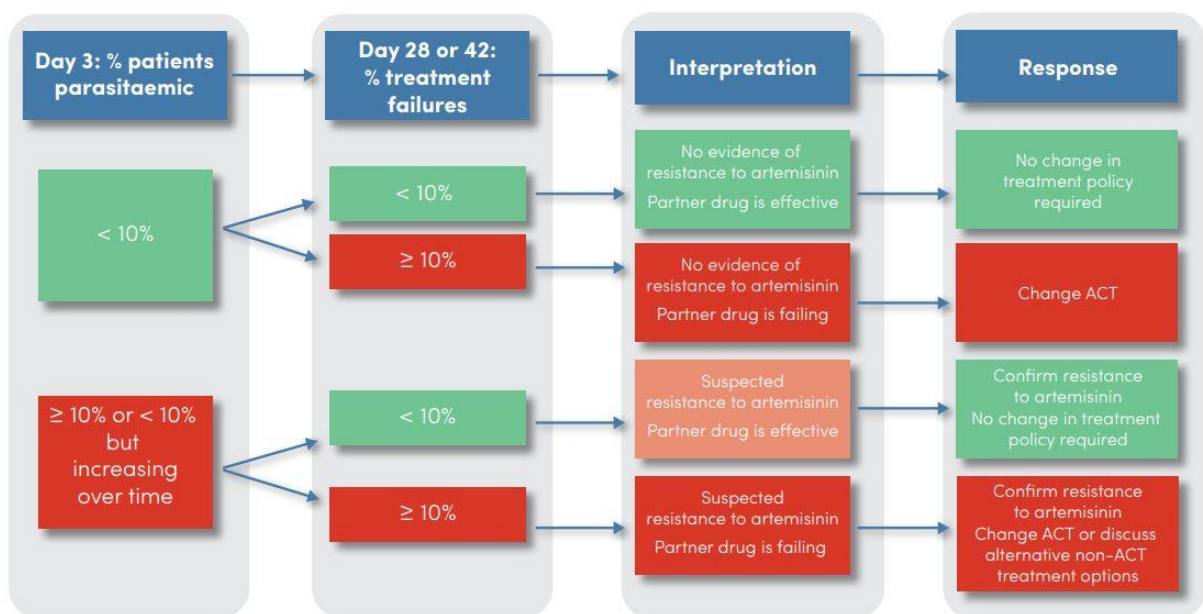 Day 3: % patients
parasitaemic
Day 28 or 42:
% treatment
failures
Interpretation
Response
< 10%
< 10%
No evidence of
resistance to artemisinin
Partner drug is effective
No change in
treatment policy
required
≥ 10%
No evidence of
resistance to artemisinin
Partner drug is failing
Change ACT
≥ 10% or < 10%
but
increasing
over time
< 10%
Suspected
resistance to artemisinin
Partner drug is effective
Confirm resistance
to artemisinin
No change in treatment
policy required
≥ 10%
Suspected
resistance to artemisinin
Partner drug is failing
Confirm resistance
to artemisinin
Change ACT or discuss
alternative non-ACT
treatment options